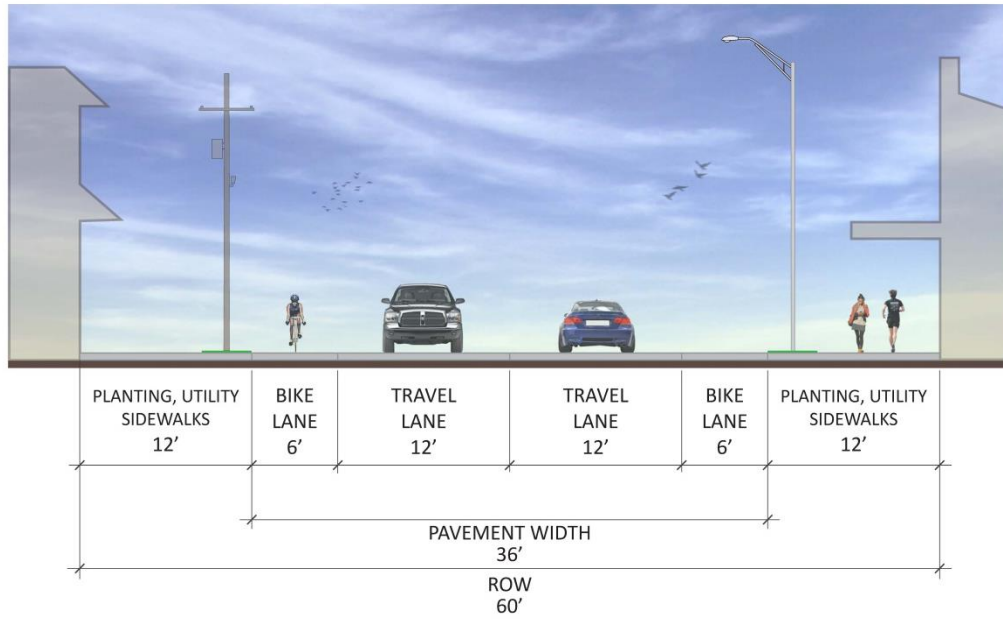 PLANTING, UTILITY
SIDEWALKS
12’
BIKE
LANE
6’
TRAVEL
LANE
12’
TRAVEL
LANE
12’
BIKE
LANE
6’
PLANTING, UTILITY
SIDEWALKS
12’
PAVEMENT WIDTH
36’
ROW
60’